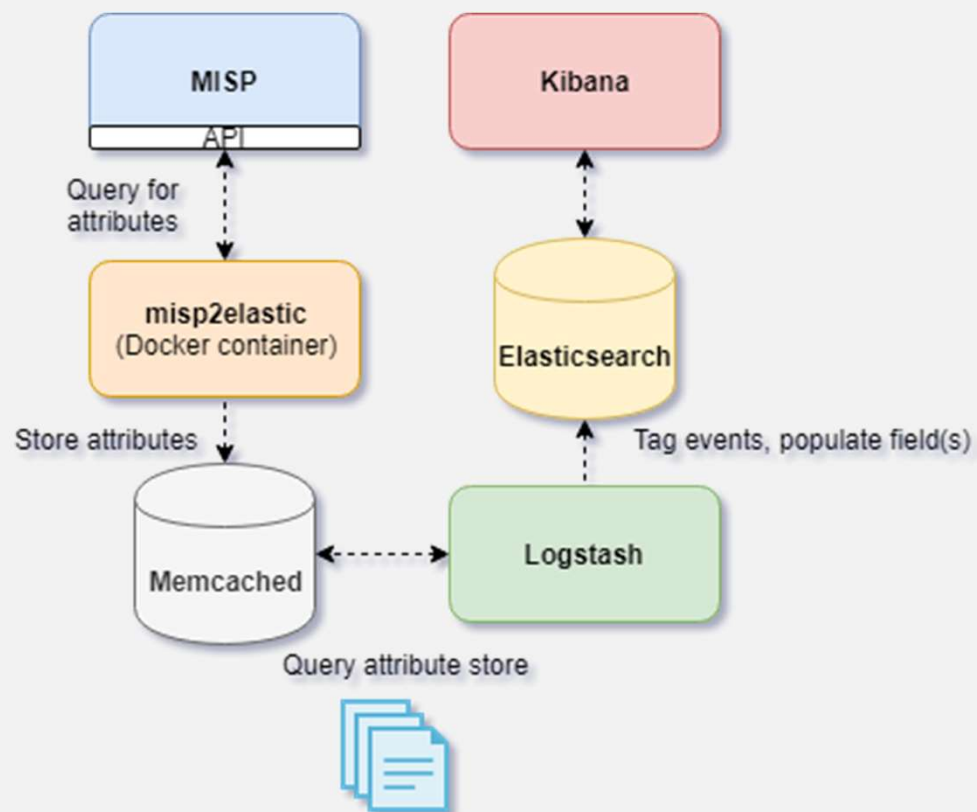 MISP
API
Kibana
Query for
attributes
misp2elastic
(Docker container)
Elasticsearch
Store attributes
Tag events, populate field(s)
Memcached
Logstash
Query attribute store